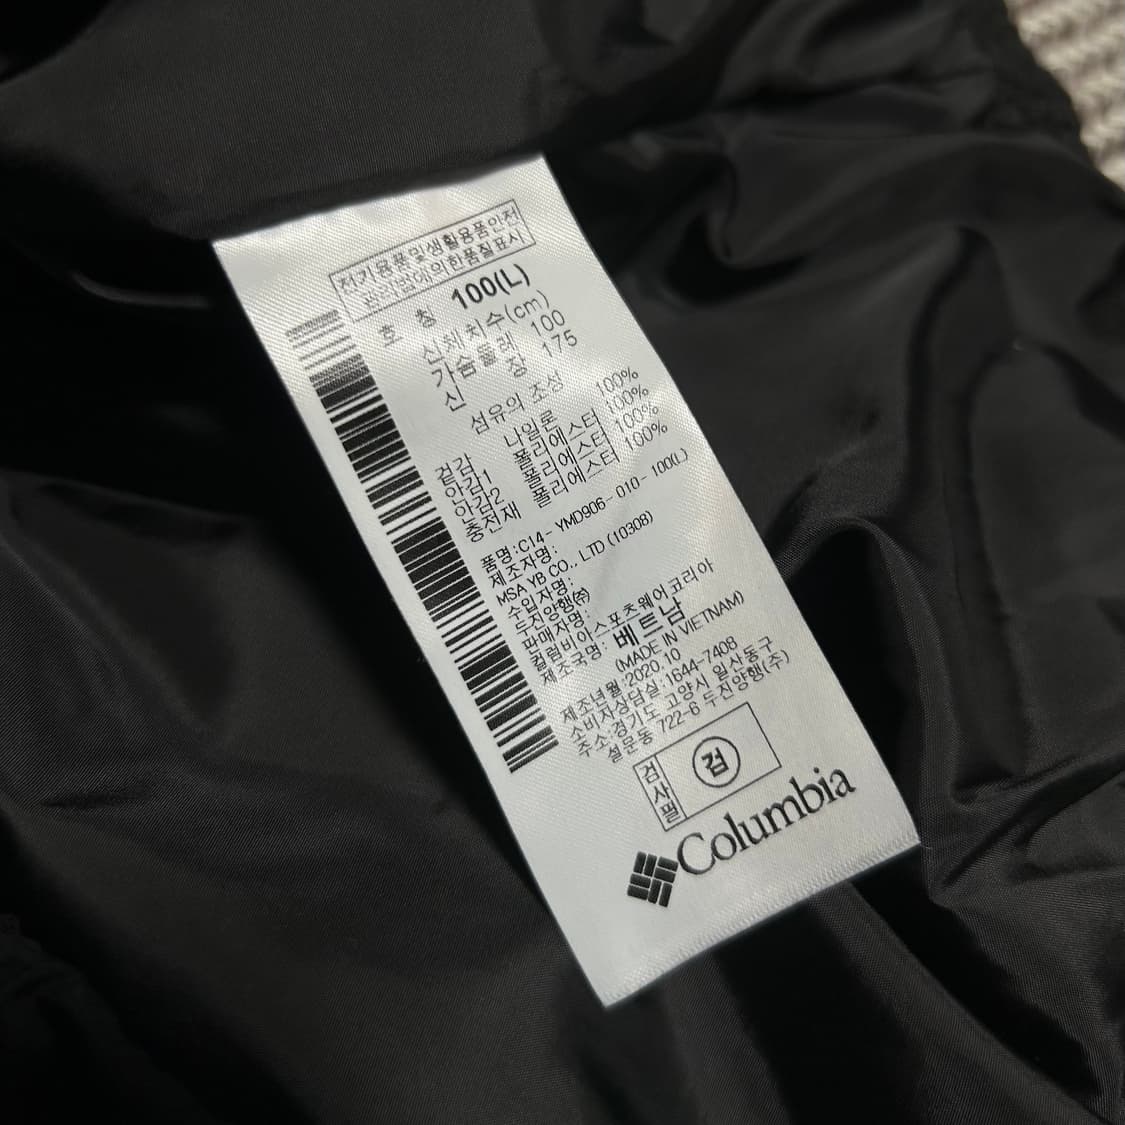 전기용품및생활용품안전
관리법에의한품질표시
호 칭 100(L)
신체치수(cm)
가슴둘레 100
신 장 175
섬유의 조성
겉감 나일론 100%
안감1 폴리에스터 100%
안감2 폴리에스터 100%
충전재 폴리에스터 100%
품명:C14-YMD906-010-100(L)
제조자명:
MSA YB CO., LTD (10308)
수입자명:
두진양행(주)
판매자명:
컬럼비아스포츠웨어코리아
제조국명: 베트남
(MADE IN VIETNAM)
제조년월:2020.10
소비자상담실:1644-7408
주소:경기도 고양시 일산동구
설문동 722-6 두진양행(주)
검사필 검
Columbia